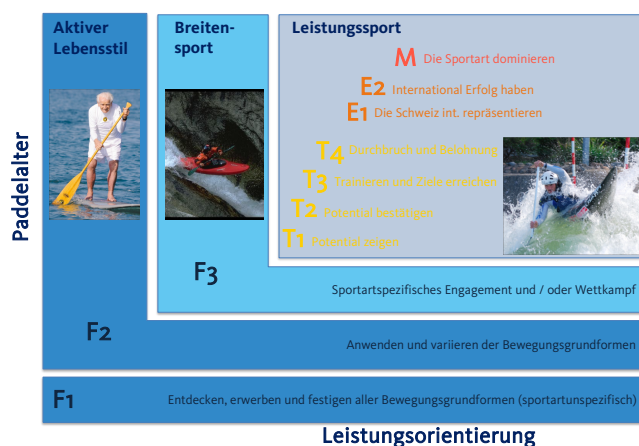 Aktiver
Lebensstil
Breiten-
sport
Leistungssport
M Die Sportart dominieren
E2 International Erfolg haben
E1 Die Schweiz int. repräsentieren
T4 Durchbruch und Belohnung
T3 Trainieren und Ziele erreichen
T2 Potential bestätigen
T1 Potential zeigen
Paddelalter
F3
Sportartspezifisches Engagement und / oder Wettkampf
F2
Anwenden und variieren der Bewegungsgrundformen
F1 Entdecken, erwerben und festigen aller Bewegungsgrundformen (sportartunspezifisch)
Leistungsorientierung